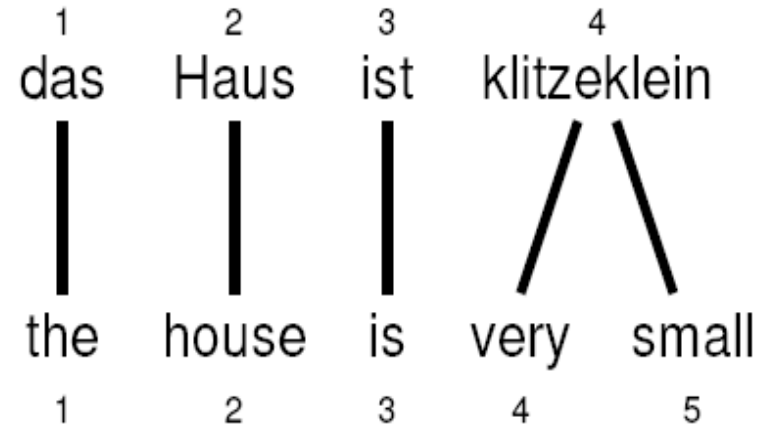 1 2 3 4
das Haus ist klitzeklein
the house is very small
1 2 3 4 5